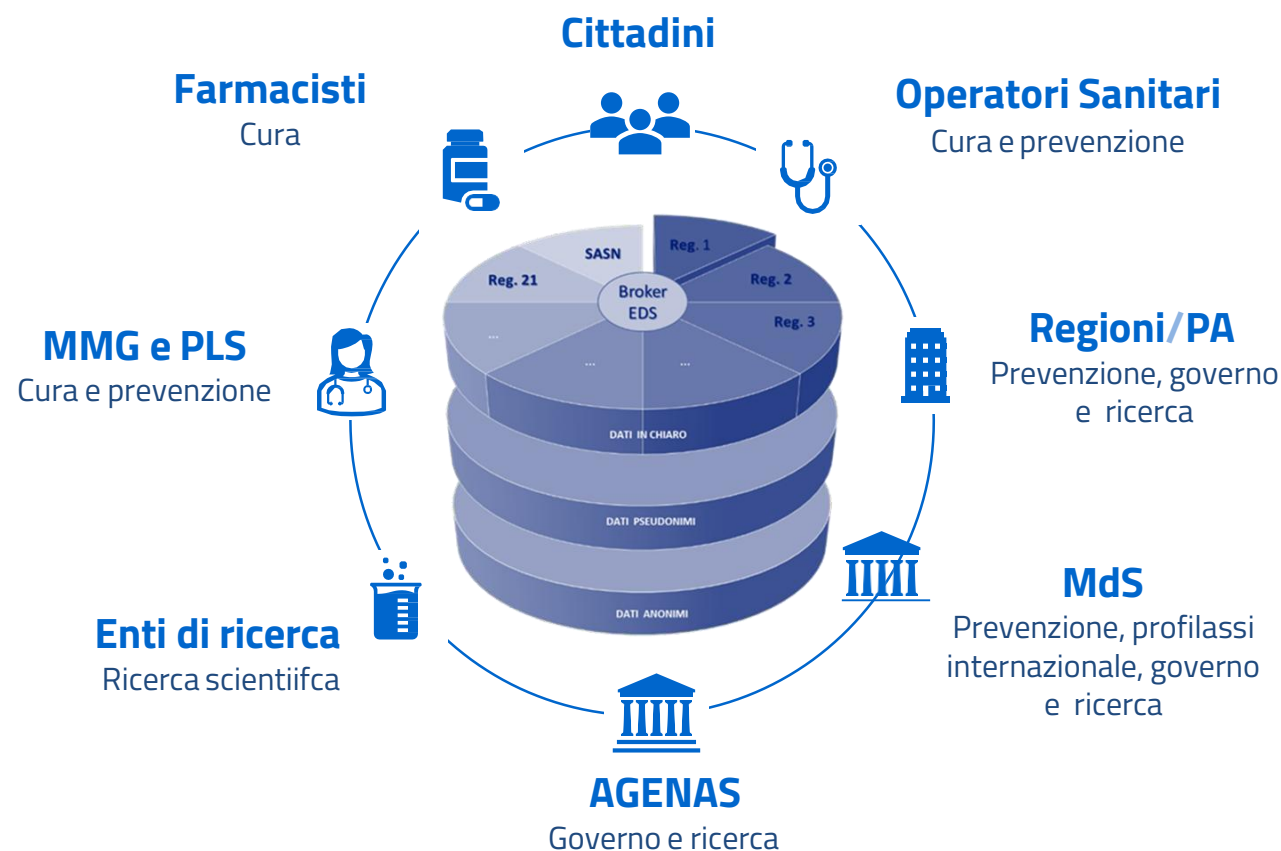 Cittadini
Farmacisti
Cura
Operatori Sanitari
Cura e prevenzione
SASN
Reg. 1
Reg. 21
Reg. 2
Broker
EDS
Reg. 3
...
...
...
MMG e PLS
Cura e prevenzione
Regioni/PA
Prevenzione, governo
e ricerca
DATI IN CHIARO
DATI PSEUDONIMI
DATI ANONIMI
Enti di ricerca
Ricerca scientiifca
MdS
Prevenzione, profilassi
internazionale, governo
e ricerca
AGENAS
Governo e ricerca